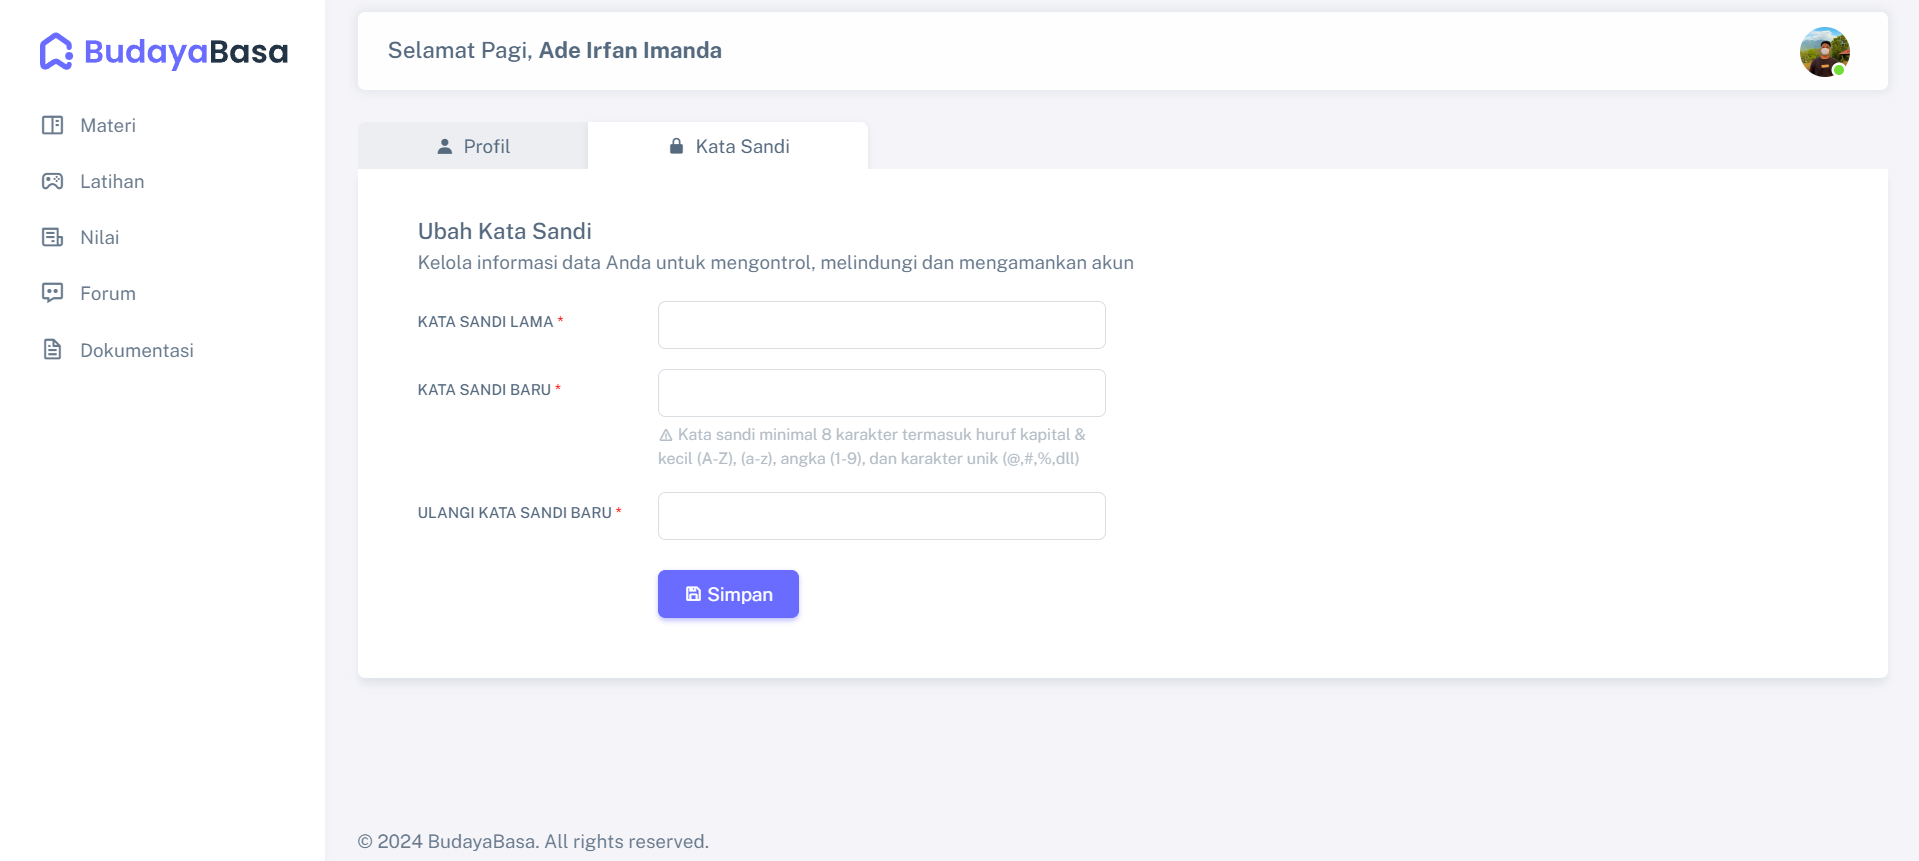 BudayaBasa
Materi
Latihan
Nilai
Forum
Dokumentasi
Selamat Pagi, Ade Irfan Imanda
Profil
Kata Sandi
Ubah Kata Sandi
Kelola informasi data Anda untuk mengontrol, melindungi dan mengamankan akun
KATA SANDI LAMA *
KATA SANDI BARU *
Kata sandi minimal 8 karakter termasuk huruf kapital &
kecil (A-Z), (a-z), angka (1-9), dan karakter unik (@,#,%,dll)
ULANGI KATA SANDI BARU *
Simpan
© 2024 BudayaBasa. All rights reserved.